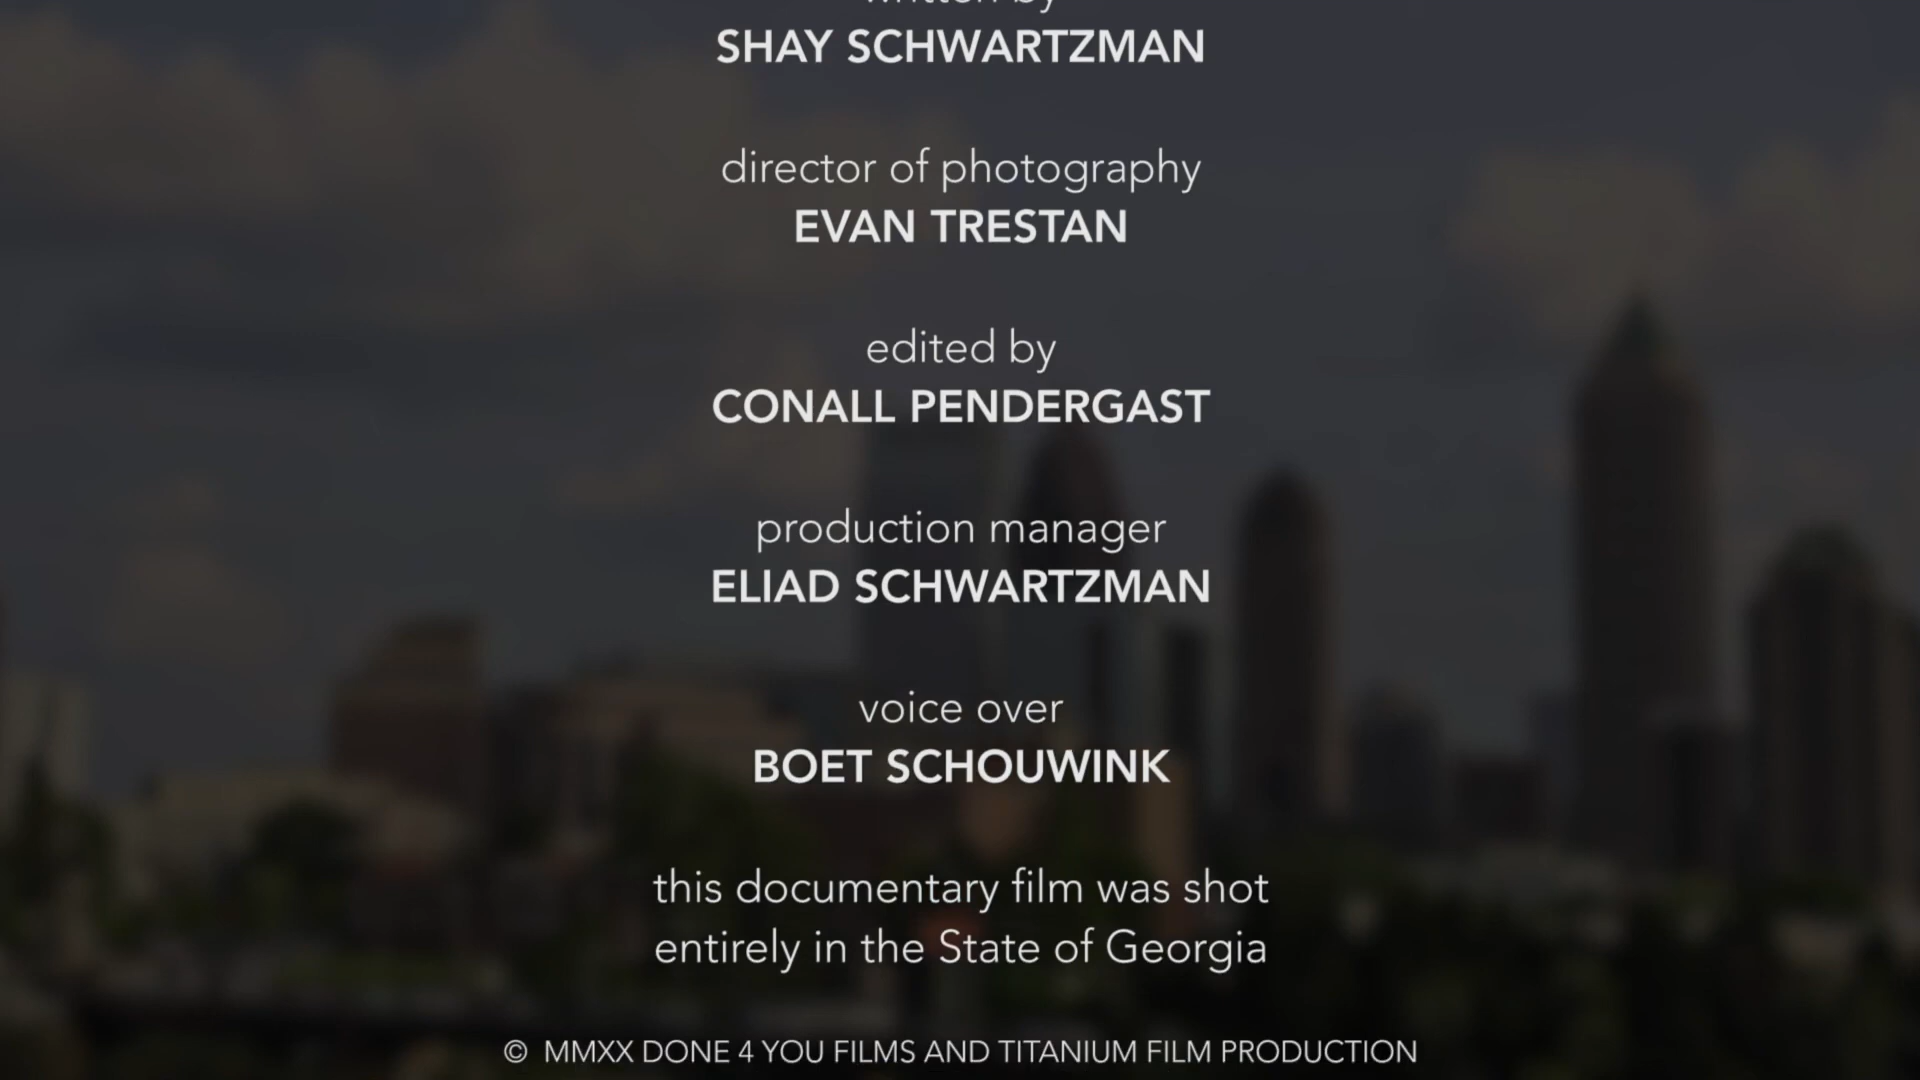 written by
SHAY SCHWARTZMAN
director of photography
EVAN TRESTAN
edited by
CONALL PENDERGAST
production manager
ELIAD SCHWARTZMAN
voice over
BOET SCHOUWINK
this documentary film was shot
entirely in the State of Georgia
© MMXX DONE 4 YOU FILMS AND TITANIUM FILM PRODUCTION